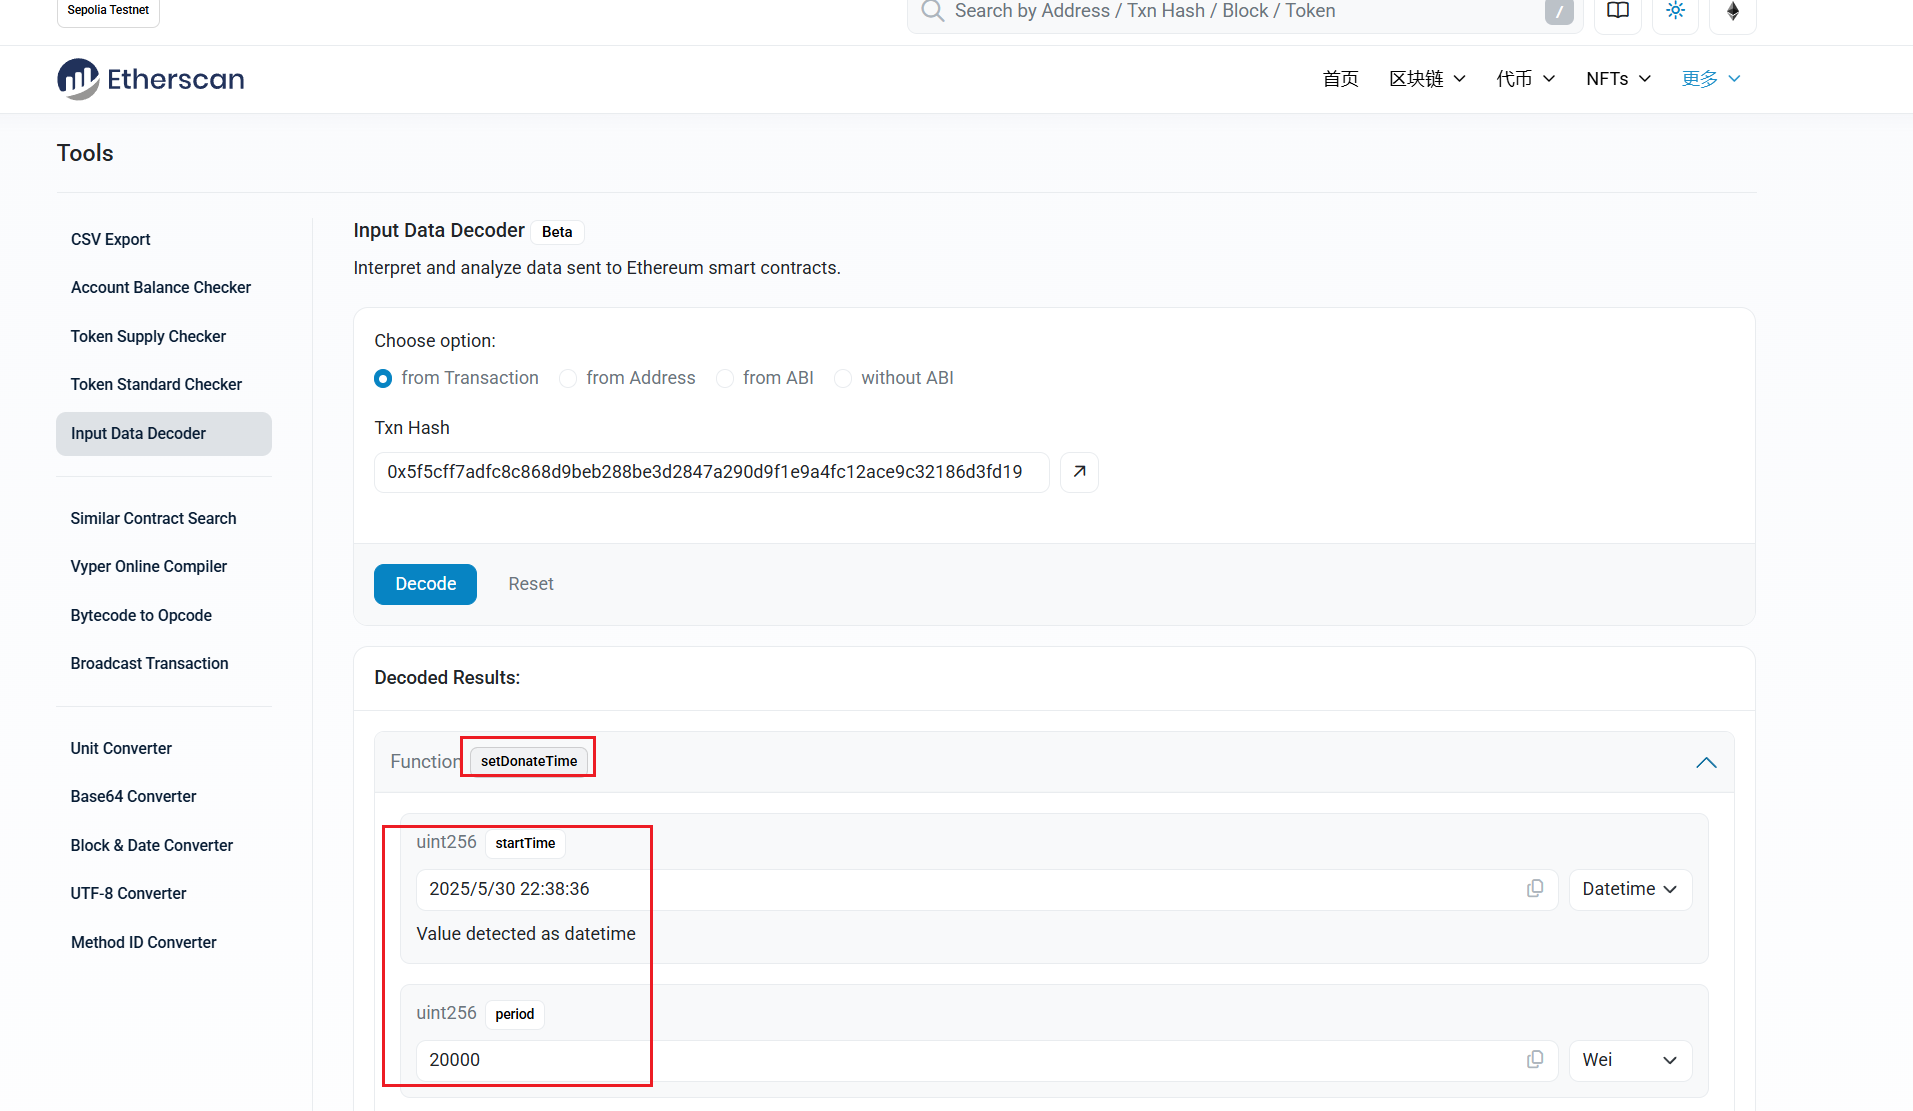 Sepolia Testnet
Search by Address / Txn Hash / Block / Token
/
Etherscan
首页
区块链
代币
NFTs
更多
Tools
CSV Export
Account Balance Checker
Token Supply Checker
Token Standard Checker
Input Data Decoder
Similar Contract Search
Vyper Online Compiler
Bytecode to Opcode
Broadcast Transaction
Unit Converter
Base64 Converter
Block & Date Converter
UTF-8 Converter
Method ID Converter
Input Data Decoder Beta
Interpret and analyze data sent to Ethereum smart contracts.
Choose option:
from Transaction from Address from ABI without ABI
Txn Hash
0x5f5cff7adfc8c868d9beb288be3d2847a290d9f1e9a4fc12ace9c32186d3fd19
Decode Reset
Decoded Results:
Function setDonateTime
uint256 startTime
2025/5/30 22:38:36
Datetime
Value detected as datetime
uint256 period
20000
Wei